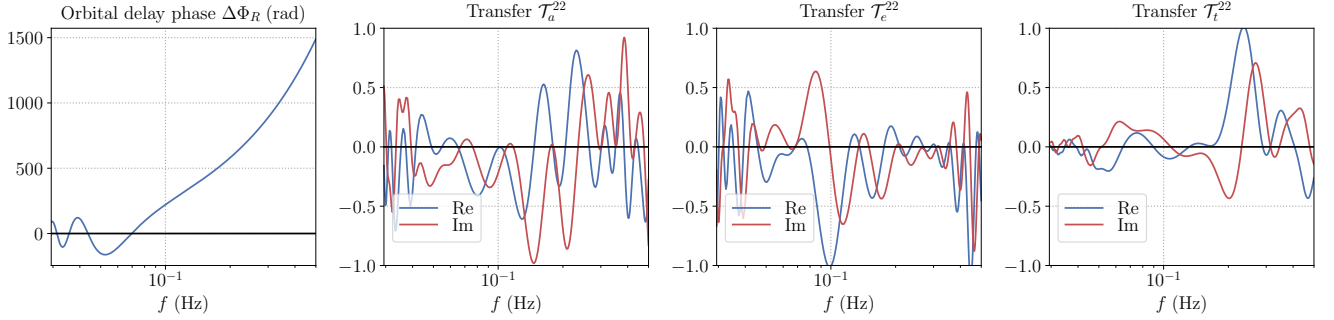 Orbital delay phase ΔΦ_R (rad)
1500
1000
500
0
10⁻¹
f (Hz)
Transfer 𝒯_a^22
1.0
0.5
0.0
−0.5
−1.0
Re
Im
10⁻¹
f (Hz)
Transfer 𝒯_e^22
1.0
0.5
0.0
−0.5
−1.0
Re
Im
10⁻¹
f (Hz)
Transfer 𝒯_t^22
1.0
0.5
0.0
−0.5
−1.0
Re
Im
10⁻¹
f (Hz)